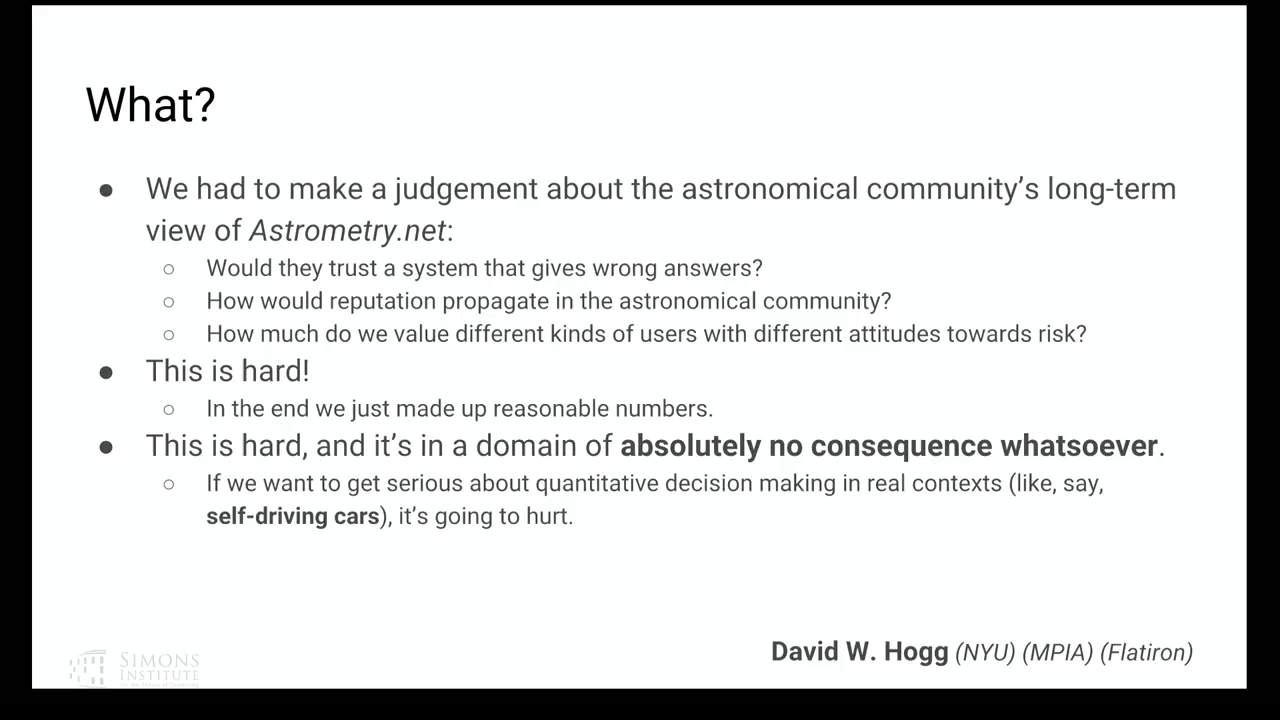 What?
● We had to make a judgement about the astronomical community’s long-term
view of Astrometry.net:
○ Would they trust a system that gives wrong answers?
○ How would reputation propagate in the astronomical community?
○ How much do we value different kinds of users with different attitudes towards risk?
● This is hard!
○ In the end we just made up reasonable numbers.
● This is hard, and it’s in a domain of absolutely no consequence whatsoever.
○ If we want to get serious about quantitative decision making in real contexts (like, say,
self-driving cars), it’s going to hurt.
David W. Hogg (NYU) (MPIA) (Flatiron)
SIMONS
INSTITUTE